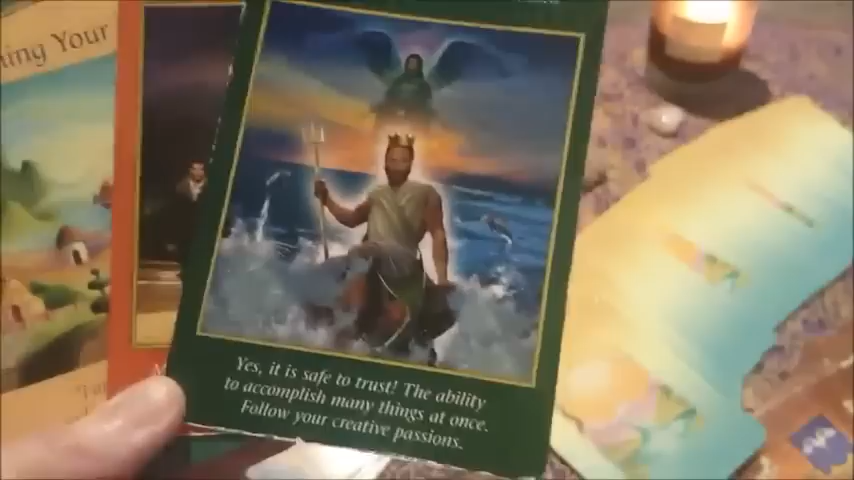 ning Your
Yes, it is safe to trust! The ability
to accomplish many things at once.
Follow your creative passions.